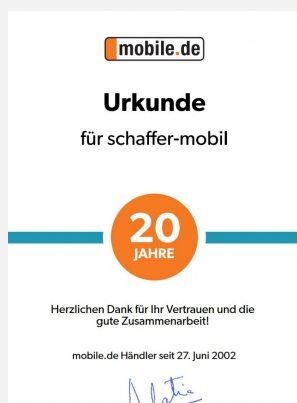 mobile.de
Urkunde
für schaffer-mobil
20
JAHRE
Herzlichen Dank für Ihr Vertrauen und die
gute Zusammenarbeit!
mobile.de Händler seit 27. Juni 2002